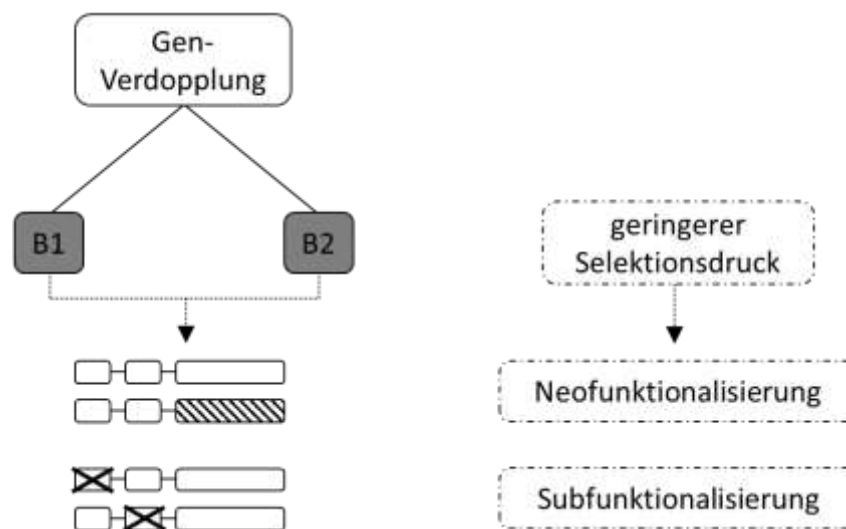 Gen-
Verdopplung
B1
B2
geringerer
Selektionsdruck
Neofunktionalisierung
Subfunktionalisierung